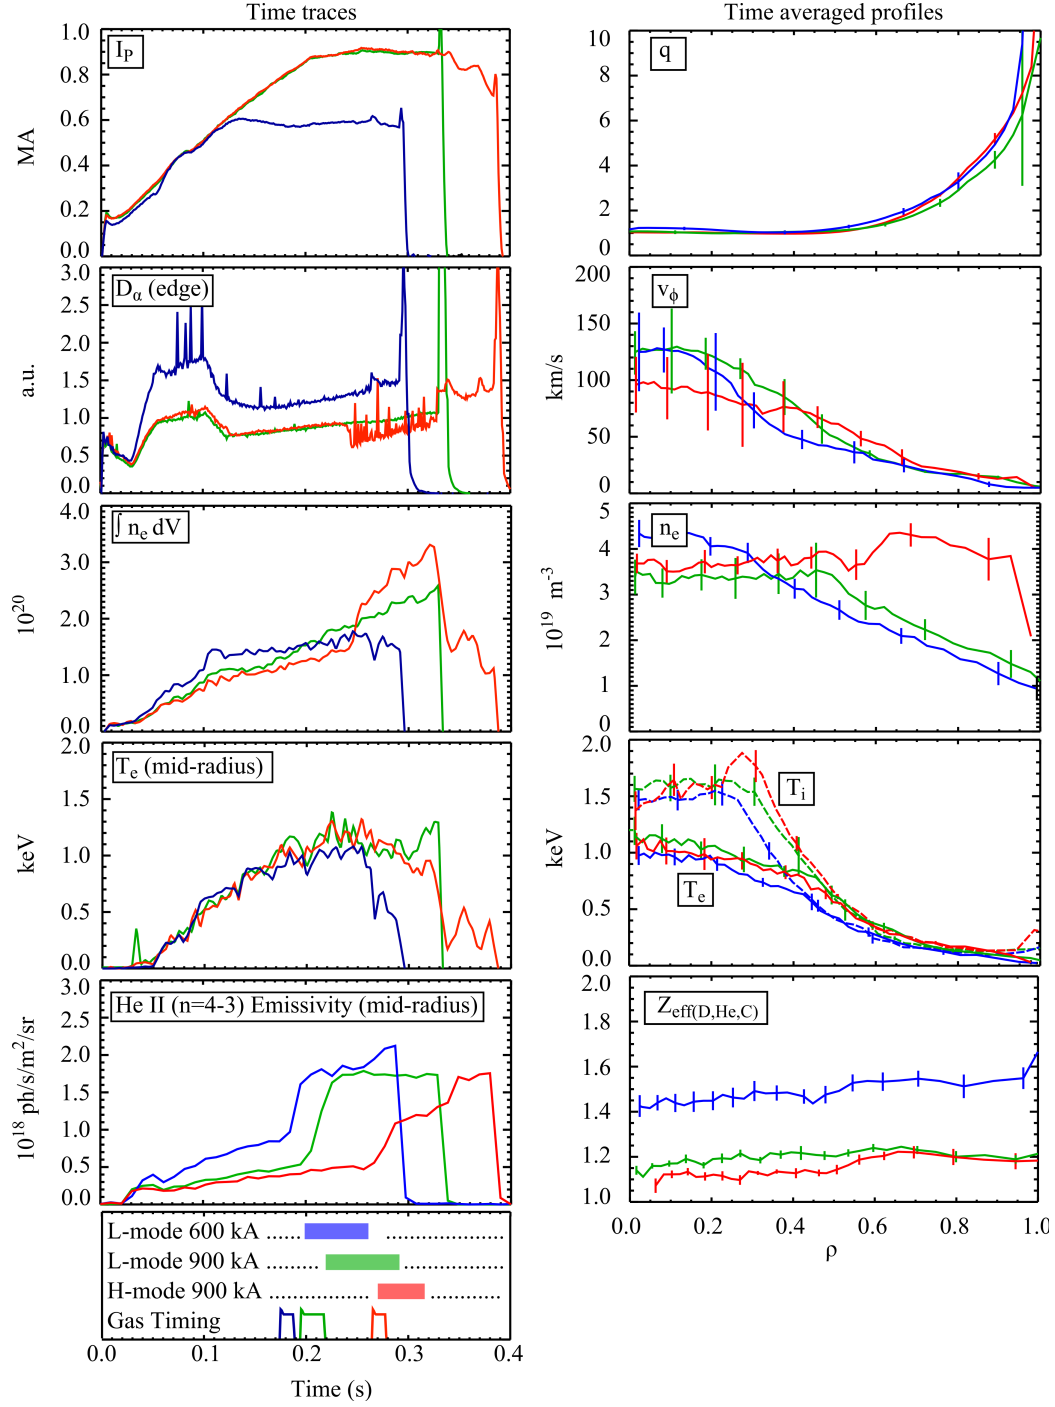 Time traces
Time averaged profiles
1.0
0.8
0.6
0.4
0.2
0.0
MA
I_P
10
8
6
4
2
0
q
3.0
2.5
2.0
1.5
1.0
0.5
0.0
a.u.
D_α (edge)
200
150
100
50
0
km/s
v_ϕ
4.0
3.0
2.0
1.0
0.0
10^20
∫ n_e dV
5
4
3
2
1
0
10^19 m^-3
n_e
2.0
1.5
1.0
0.5
0.0
keV
T_e (mid-radius)
2.0
1.5
1.0
0.5
0.0
keV
T_i
T_e
3.0
2.5
2.0
1.5
1.0
0.5
0.0
10^18 ph/s/m^2/sr
He II (n=4-3) Emissivity (mid-radius)
2.0
1.8
1.6
1.4
1.2
1.0
Z_eff(D,He,C)
0.0 0.2 0.4 0.6 0.8 1.0
ρ
L-mode 600 kA
L-mode 900 kA
H-mode 900 kA
Gas Timing
0.0 0.1 0.2 0.3 0.4
Time (s)